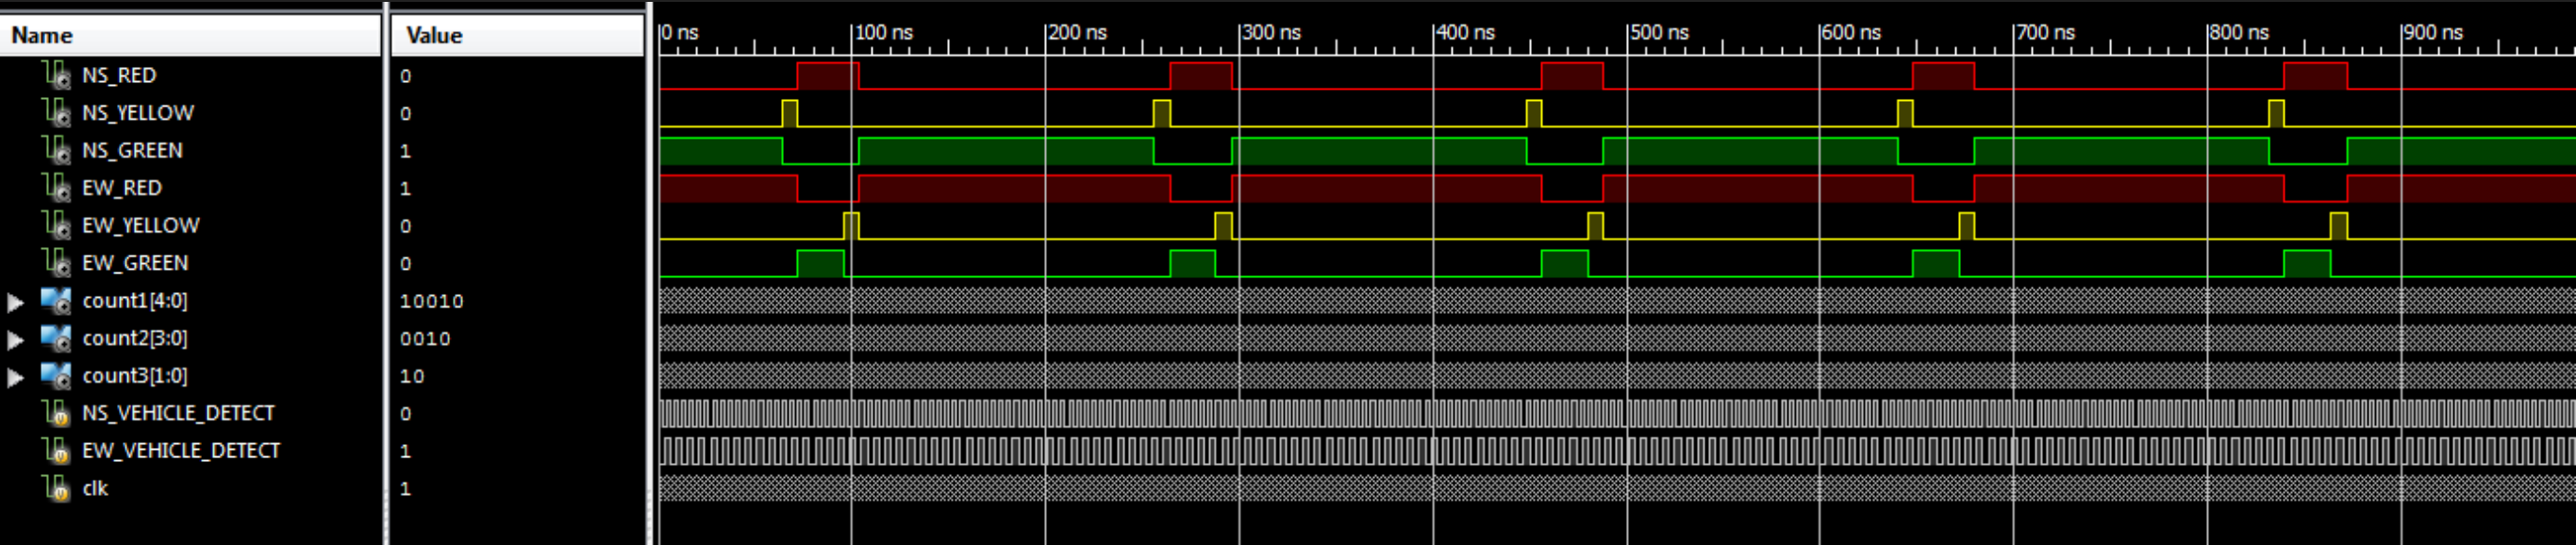 Name Value 0 ns 100 ns 200 ns 300 ns 400 ns 500 ns 600 ns 700 ns 800 ns 900 ns
NS_RED 0
NS_YELLOW 0
NS_GREEN 1
EW_RED 1
EW_YELLOW 0
EW_GREEN 0
count1[4:0] 10010
count2[3:0] 0010
count3[1:0] 10
NS_VEHICLE_DETECT 0
EW_VEHICLE_DETECT 1
clk 1